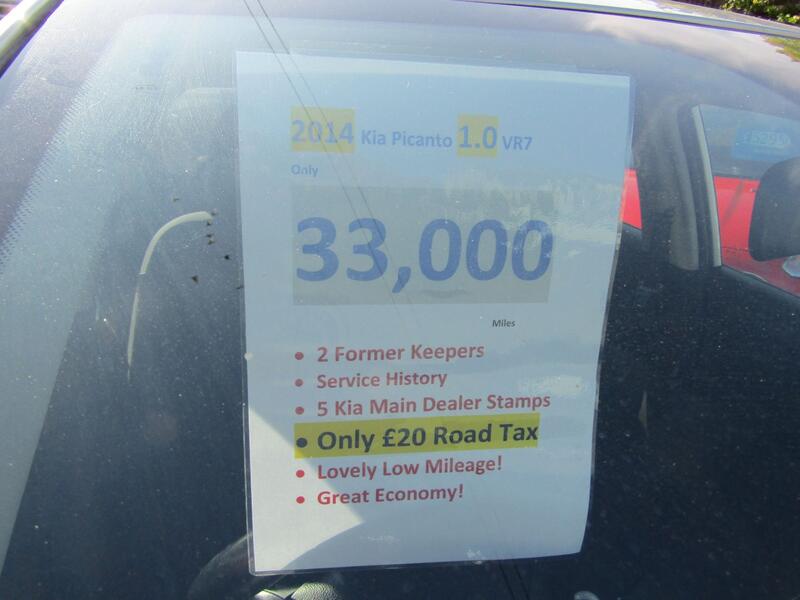 2014 Kia Picanto 1.0 VR7
Only
33,000
Miles
• 2 Former Keepers
• Service History
• 5 Kia Main Dealer Stamps
• Only £20 Road Tax
• Lovely Low Mileage!
• Great Economy!